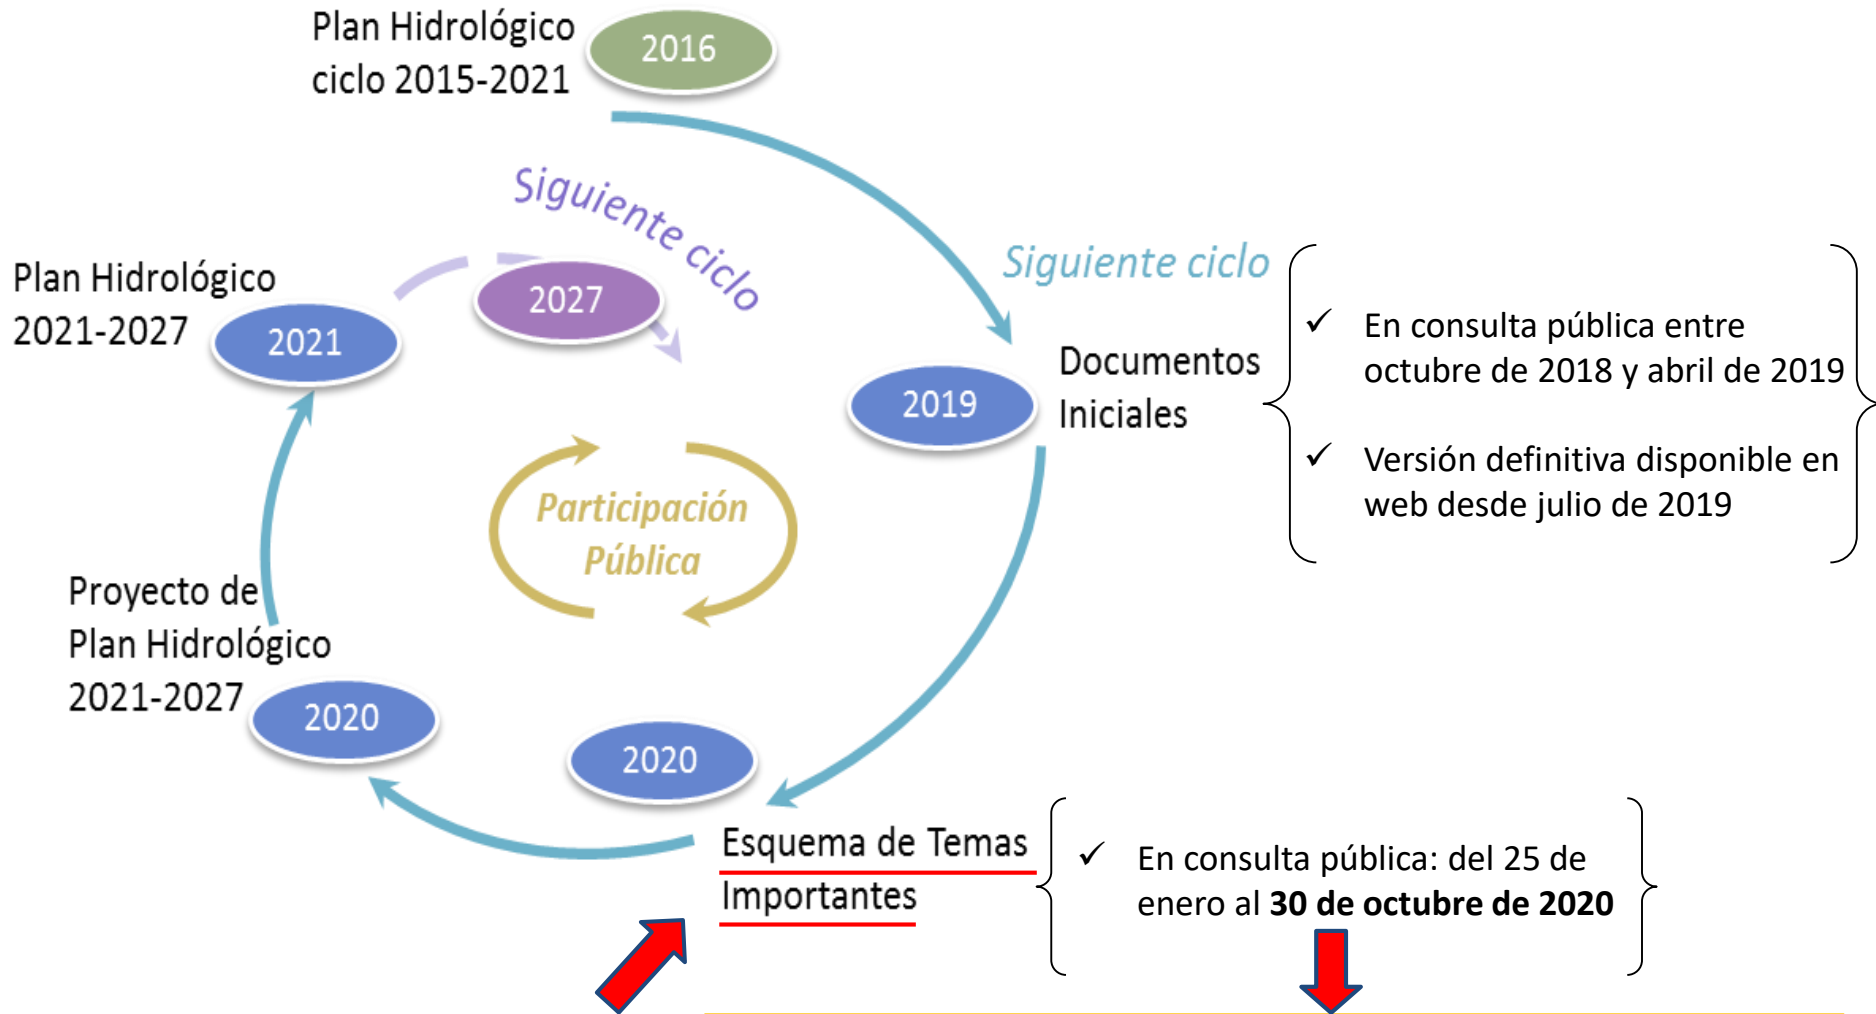 Plan Hidrológico
ciclo 2015-2021
2016
Siguiente ciclo
Siguiente ciclo
Plan Hidrológico
2021-2027
2021
2027
2019
Documentos
Iniciales
✓ En consulta pública entre
octubre de 2018 y abril de 2019
✓ Versión definitiva disponible en
web desde julio de 2019
Participación
Pública
Proyecto de
Plan Hidrológico
2021-2027
2020
2020
Esquema de Temas
Importantes
✓ En consulta pública: del 25 de
enero al 30 de octubre de 2020